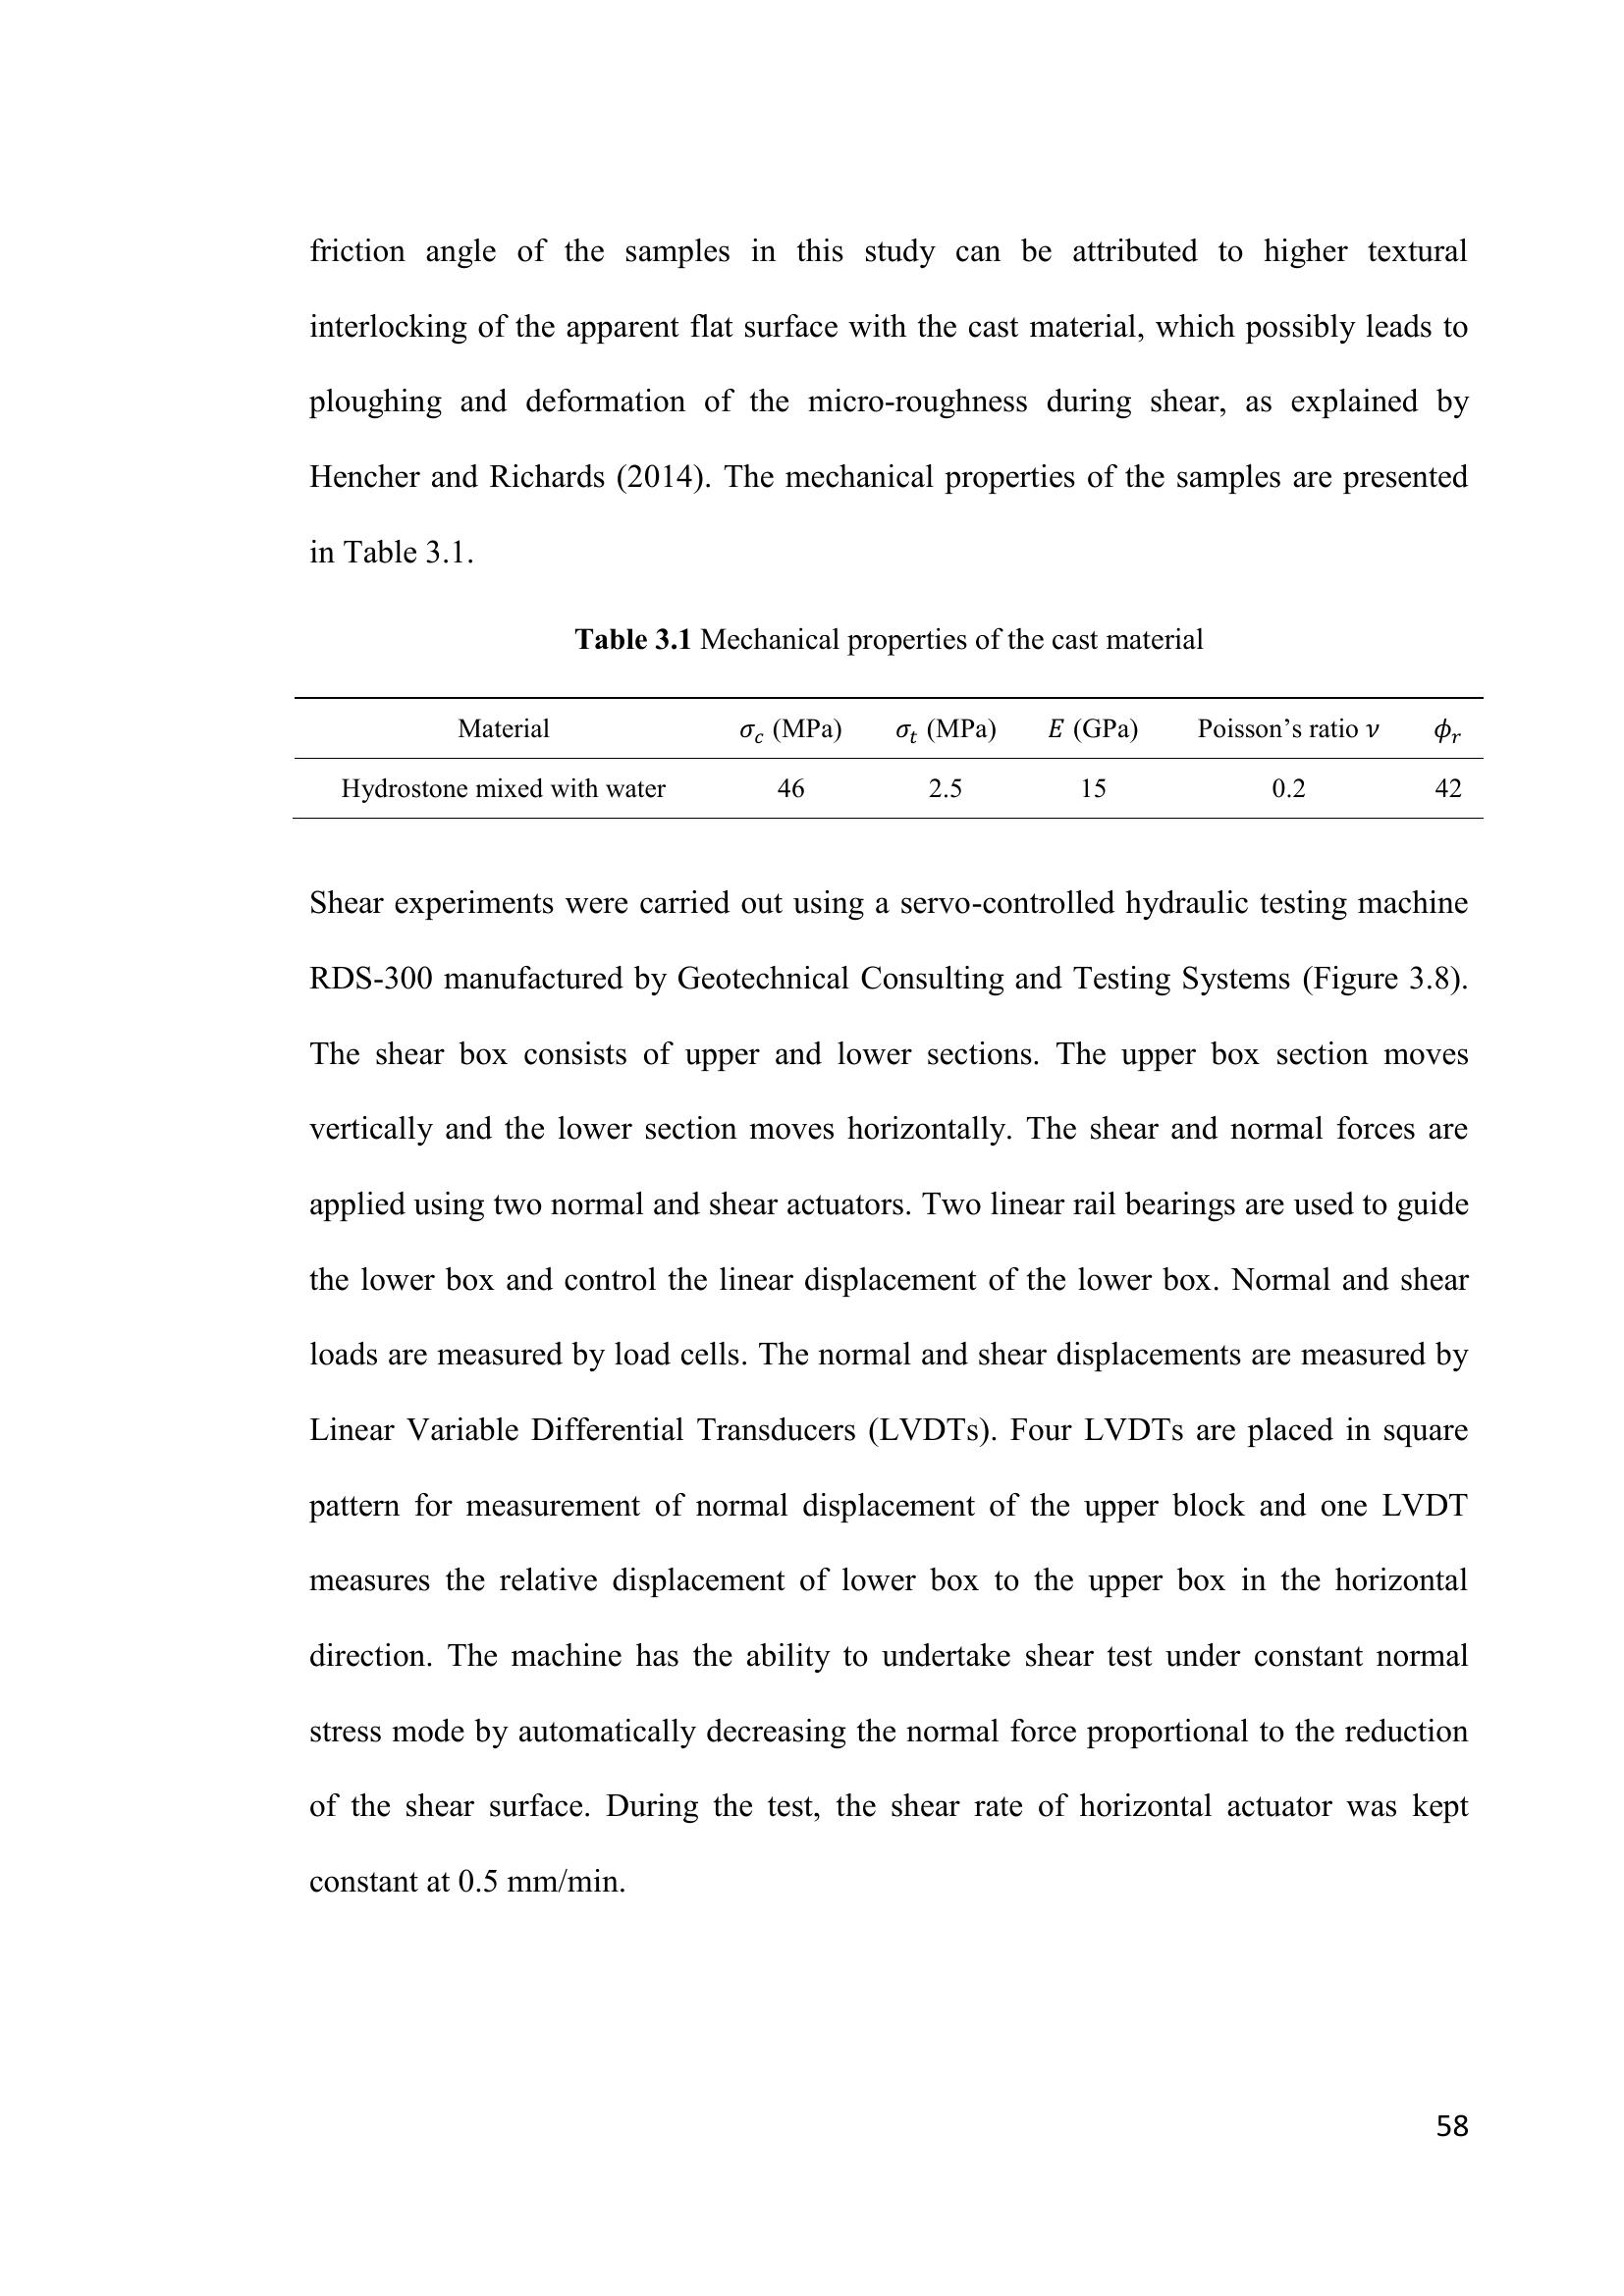 friction angle of the samples in this study can be attributed to higher textural
interlocking of the apparent flat surface with the cast material, which possibly leads to
ploughing and deformation of the micro-roughness during shear, as explained by
Hencher and Richards (2014). The mechanical properties of the samples are presented
in Table 3.1.
Table 3.1 Mechanical properties of the cast material
Material σc (MPa) σt (MPa) E (GPa) Poisson’s ratio ν ϕr
Hydrostone mixed with water 46 2.5 15 0.2 42
Shear experiments were carried out using a servo-controlled hydraulic testing machine
RDS-300 manufactured by Geotechnical Consulting and Testing Systems (Figure 3.8).
The shear box consists of upper and lower sections. The upper box section moves
vertically and the lower section moves horizontally. The shear and normal forces are
applied using two normal and shear actuators. Two linear rail bearings are used to guide
the lower box and control the linear displacement of the lower box. Normal and shear
loads are measured by load cells. The normal and shear displacements are measured by
Linear Variable Differential Transducers (LVDTs). Four LVDTs are placed in square
pattern for measurement of normal displacement of the upper block and one LVDT
measures the relative displacement of lower box to the upper box in the horizontal
direction. The machine has the ability to undertake shear test under constant normal
stress mode by automatically decreasing the normal force proportional to the reduction
of the shear surface. During the test, the shear rate of horizontal actuator was kept
constant at 0.5 mm/min.
58